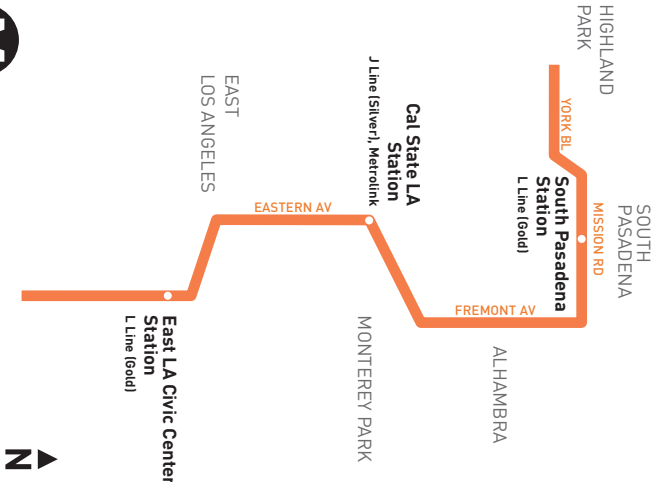 SOUTH
PASADENA
HIGHLAND
PARK
MISSION RD
YORK BL
South Pasadena
Station
L Line (Gold)
FREMONT AV
ALHAMBRA
Cal State LA
Station
J Line (Silver), Metrolink
MONTEREY PARK
EASTERN AV
EAST
LOS ANGELES
East LA Civic Center
Station
L Line (Gold)
N